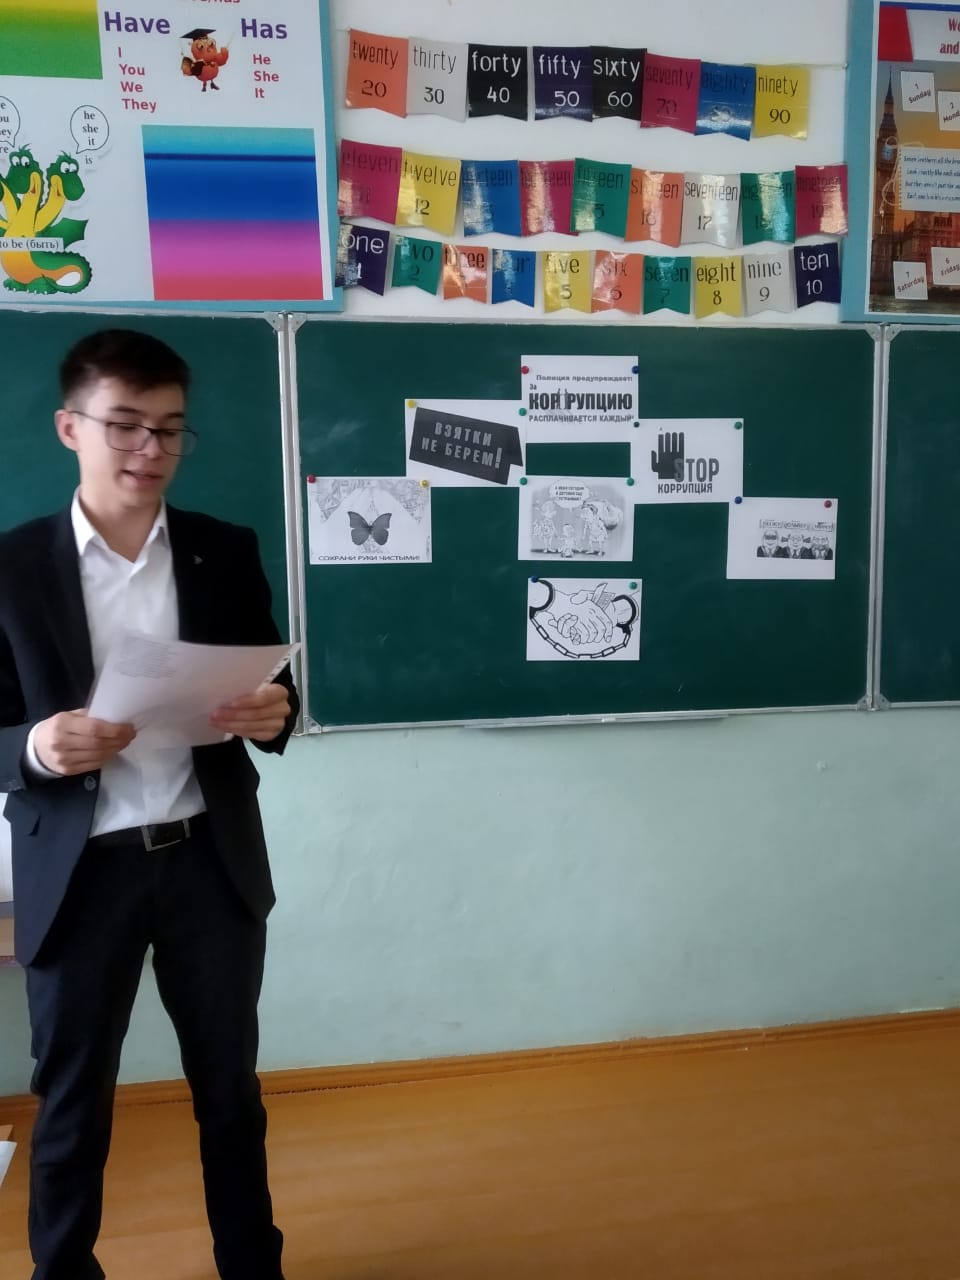 Have
Has
I
You
We
They
He
She
It
he
she
it
is
to be (быть)
twenty
20
thirty
30
forty
40
fifty
50
sixty
60
seventy
70
eighty
ninety
90
eleven
twelve
12
fifteen
sixteen
16
seventeen
17
nineteen
19
one
1
two
2
three
five
5
six
6
seven
7
eight
8
nine
9
ten
10
1
Sunday
6
Friday
7
Saturday
Полиция предупреждает:
За
КОРРУПЦИЮ
РАСПЛАЧИВАЕТСЯ КАЖДЫЙ!
ВЗЯТКИ
НЕ БЕРЕМ!
STOP
КОРРУПЦИЯ
СОХРАНИ РУКИ ЧИСТЫМИ!